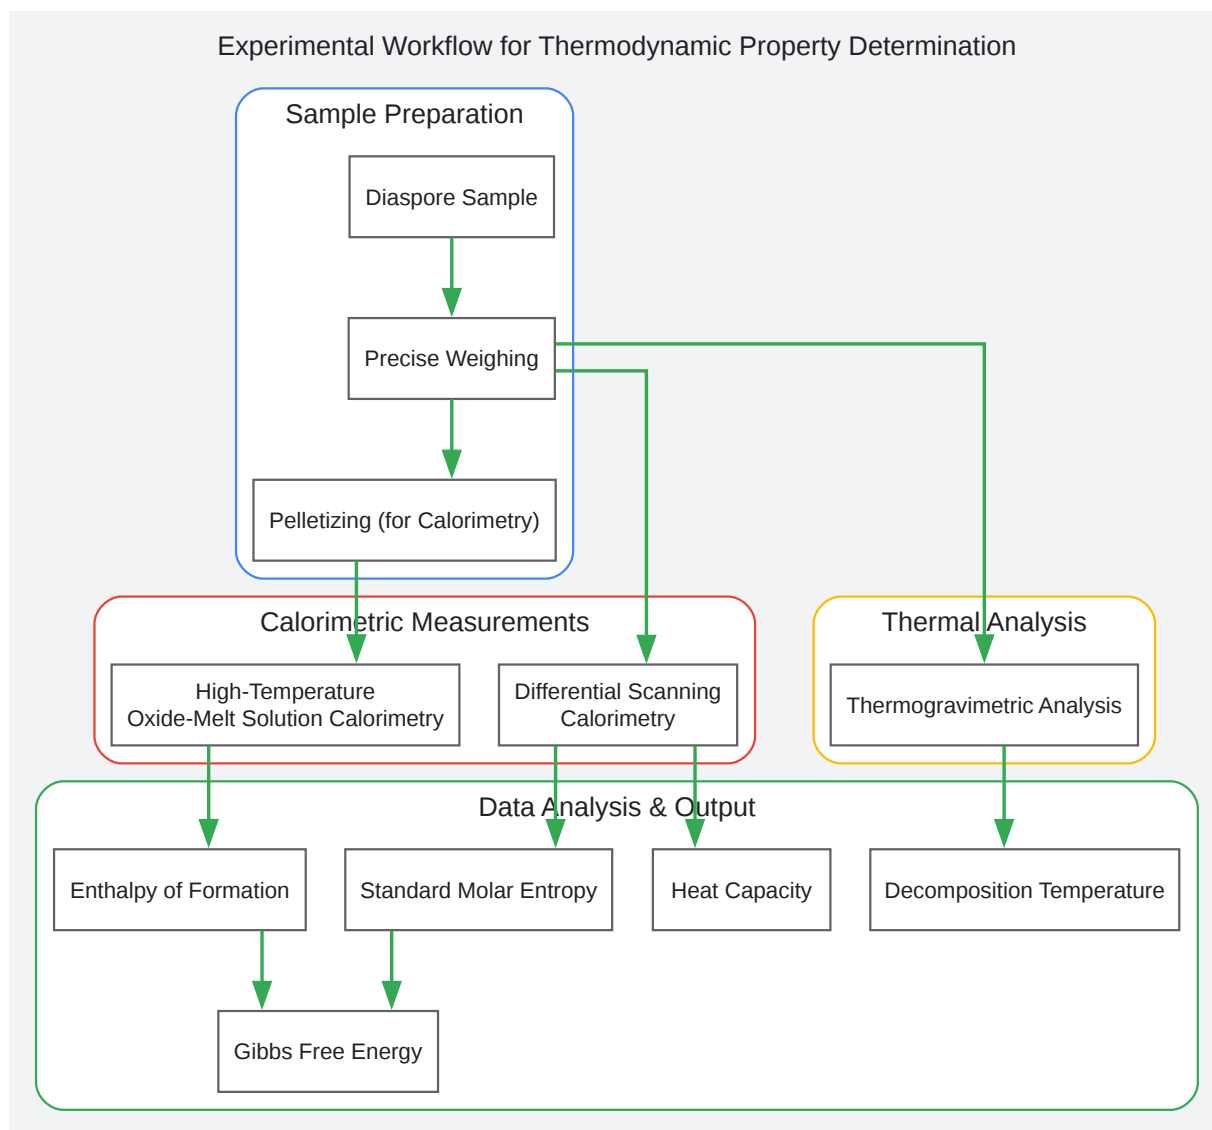 Experimental Workflow for Thermodynamic Property Determination
Sample Preparation
Diaspore Sample
Precise Weighing
Pelletizing (for Calorimetry)
Calorimetric Measurements
Thermal Analysis
High-Temperature
Oxide-Melt Solution Calorimetry
Differential Scanning
Calorimetry
Thermogravimetric Analysis
Data Analysis & Output
Enthalpy of Formation
Standard Molar Entropy
Heat Capacity
Decomposition Temperature
Gibbs Free Energy